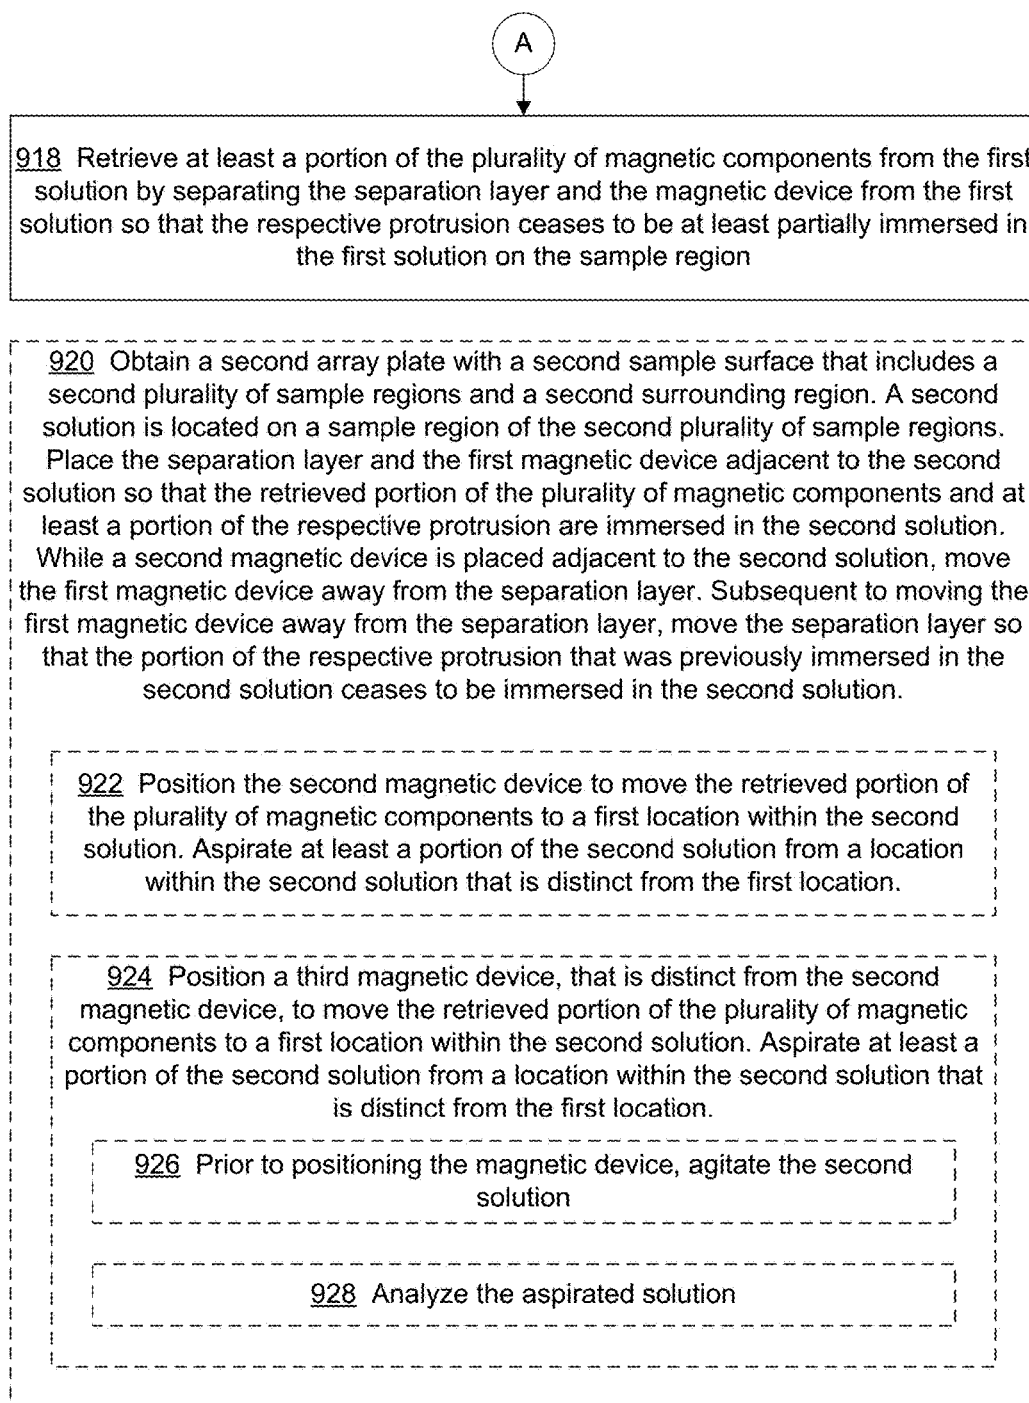 A
918 Retrieve at least a portion of the plurality of magnetic components from the first
solution by separating the separation layer and the magnetic device from the first
solution so that the respective protrusion ceases to be at least partially immersed in
the first solution on the sample region
920 Obtain a second array plate with a second sample surface that includes a
second plurality of sample regions and a second surrounding region. A second
solution is located on a sample region of the second plurality of sample regions.
Place the separation layer and the first magnetic device adjacent to the second
solution so that the retrieved portion of the plurality of magnetic components and at
least a portion of the respective protrusion are immersed in the second solution.
While a second magnetic device is placed adjacent to the second solution, move
the first magnetic device away from the separation layer. Subsequent to moving the
first magnetic device away from the separation layer, move the separation layer so
that the portion of the respective protrusion that was previously immersed in the
second solution ceases to be immersed in the second solution.
922 Position the second magnetic device to move the retrieved portion of
the plurality of magnetic components to a first location within the second
solution. Aspirate at least a portion of the second solution from a location
within the second solution that is distinct from the first location.
924 Position a third magnetic device, that is distinct from the second
magnetic device, to move the retrieved portion of the plurality of magnetic
components to a first location within the second solution. Aspirate at least a
portion of the second solution from a location within the second solution that
is distinct from the first location.
926 Prior to positioning the magnetic device, agitate the second
solution
928 Analyze the aspirated solution